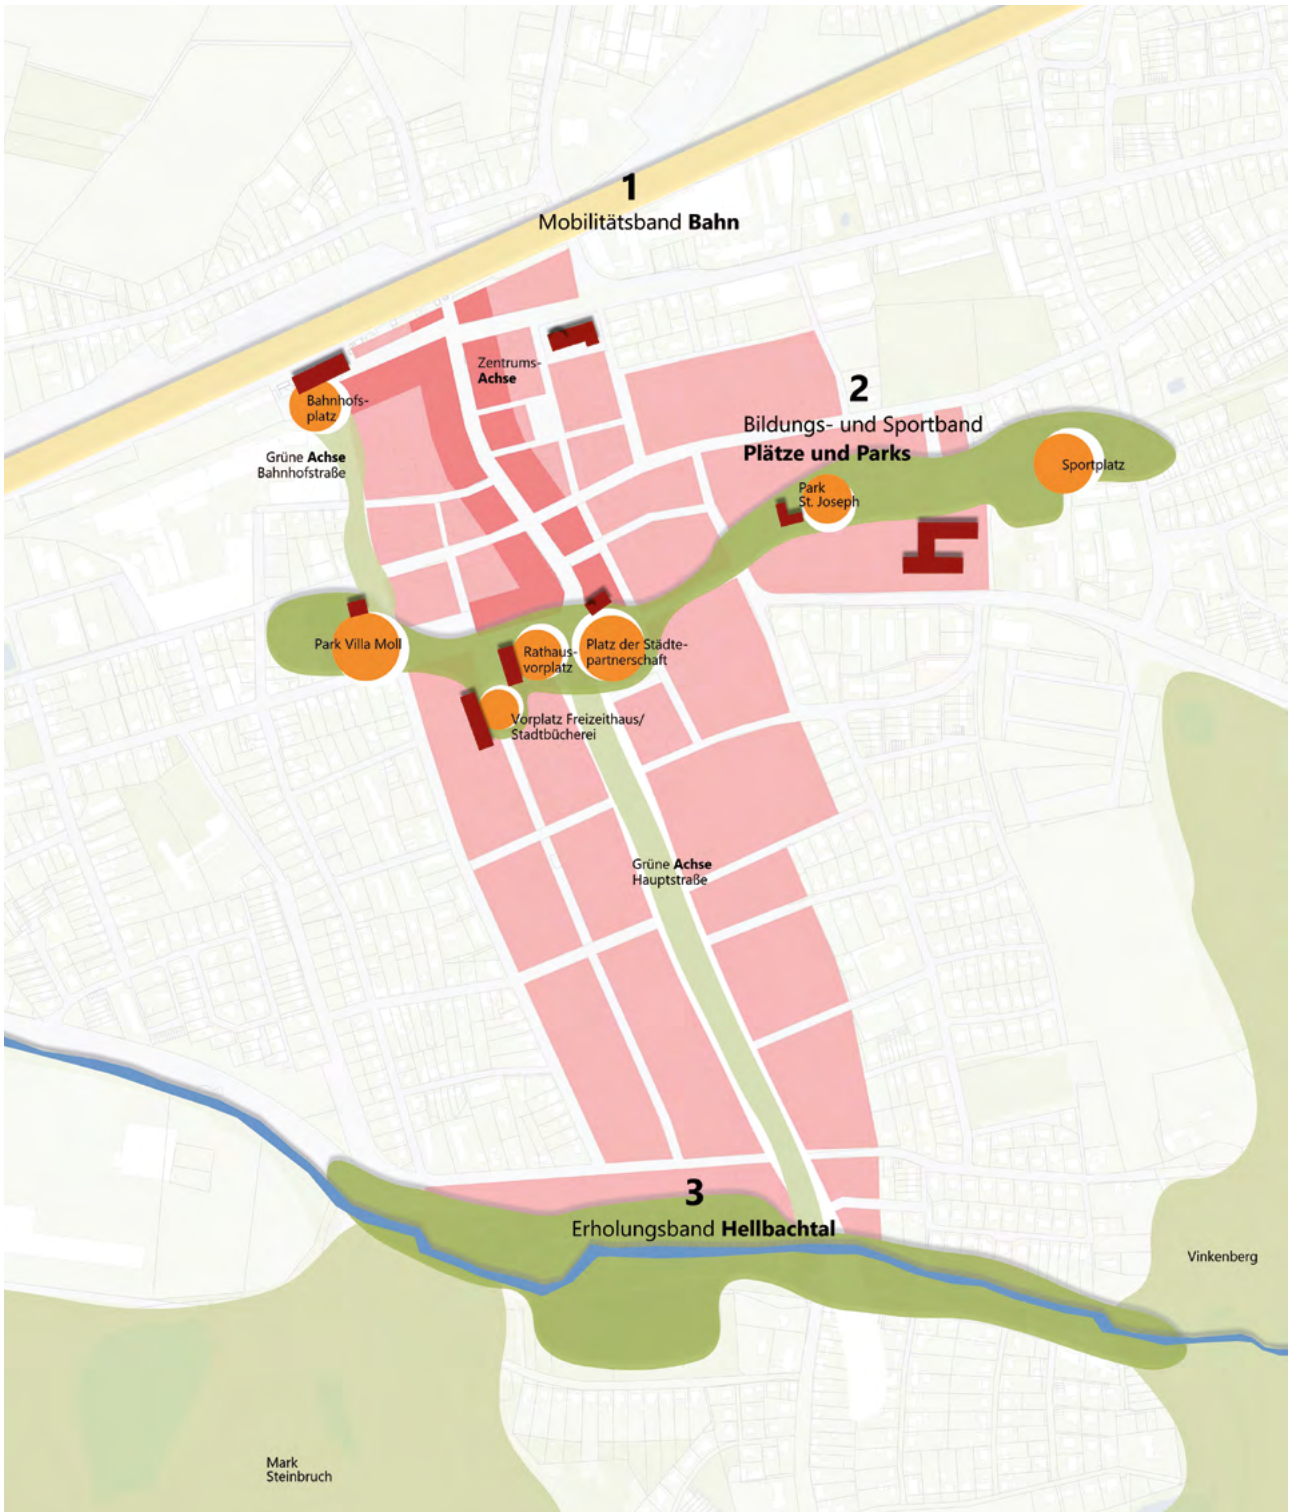 1
Mobilitätsband Bahn
Zentrums-
Achse
Bahnhofs-
platz
2
Bildungs- und Sportband
Plätze und Parks
Grüne Achse
Bahnhofstraße
Sportplatz
Park
St. Joseph
Park Villa Moll
Rathaus-
vorplatz
Platz der Städte-
partnerschaft
Vorplatz Freizeithaus/
Stadtbücherei
Grüne Achse
Hauptstraße
3
Erholungsband Hellbachtal
Vinkenberg
Mark
Steinbruch